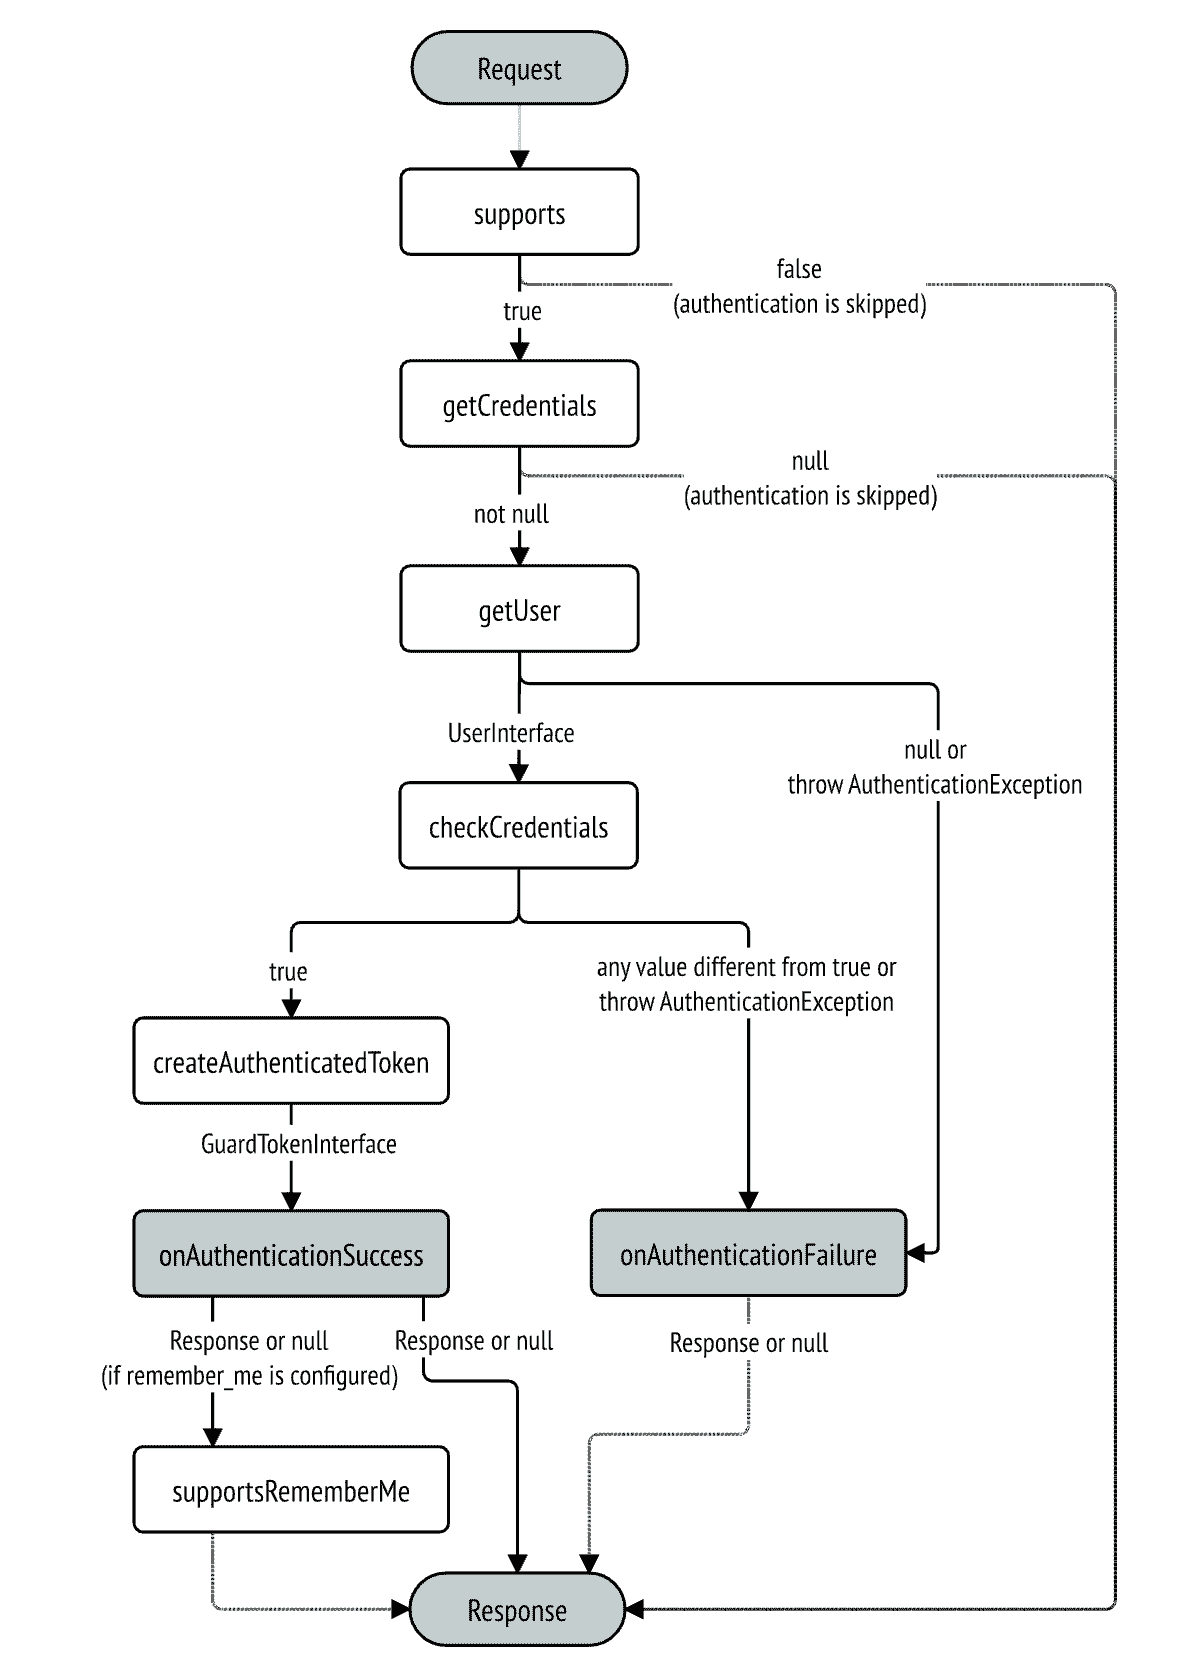 Request
supports
false
(authentication is skipped)
true
getCredentials
null
(authentication is skipped)
not null
getUser
UserInterface
null or
throw AuthenticationException
checkCredentials
true
any value different from true or
throw AuthenticationException
createAuthenticatedToken
GuardTokenInterface
onAuthenticationSuccess
onAuthenticationFailure
Response or null
(if remember_me is configured)
Response or null
Response or null
supportsRememberMe
Response